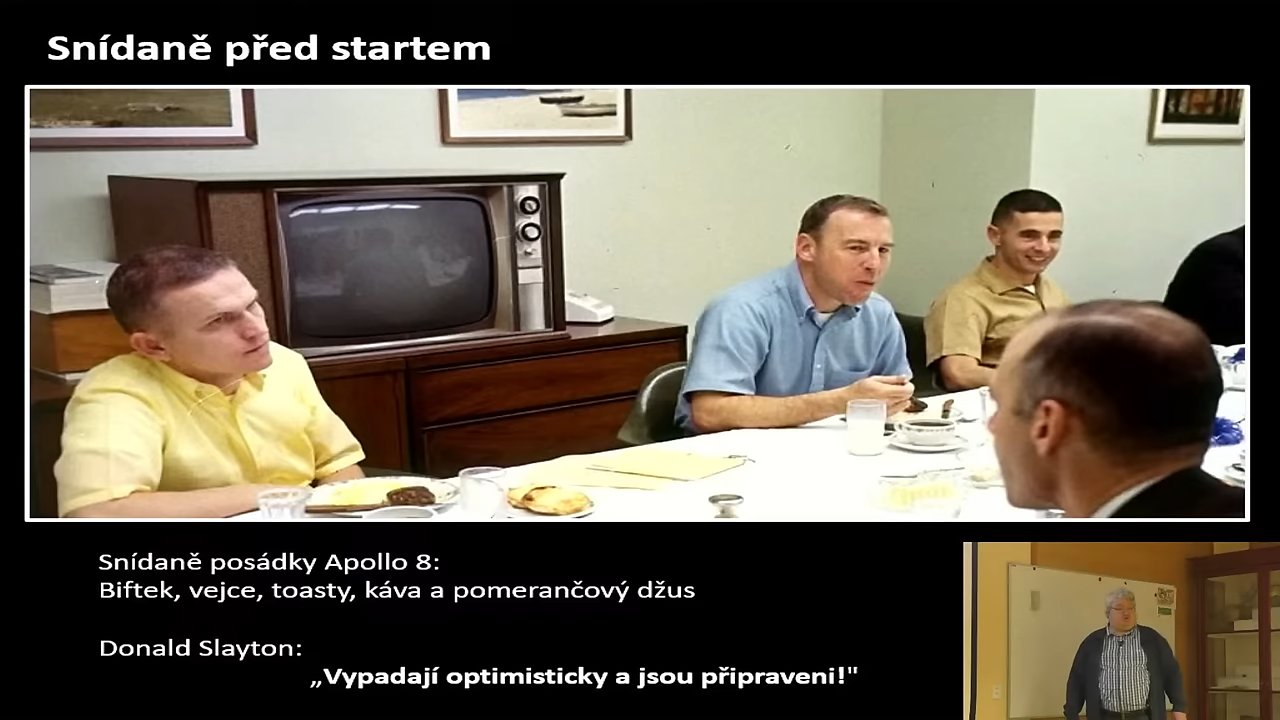 Snídaně před startem
Snídaně posádky Apollo 8:
Biftek, vejce, toasty, káva a pomerančový džus
Donald Slayton:
„Vypadají optimisticky a jsou připraveni!"